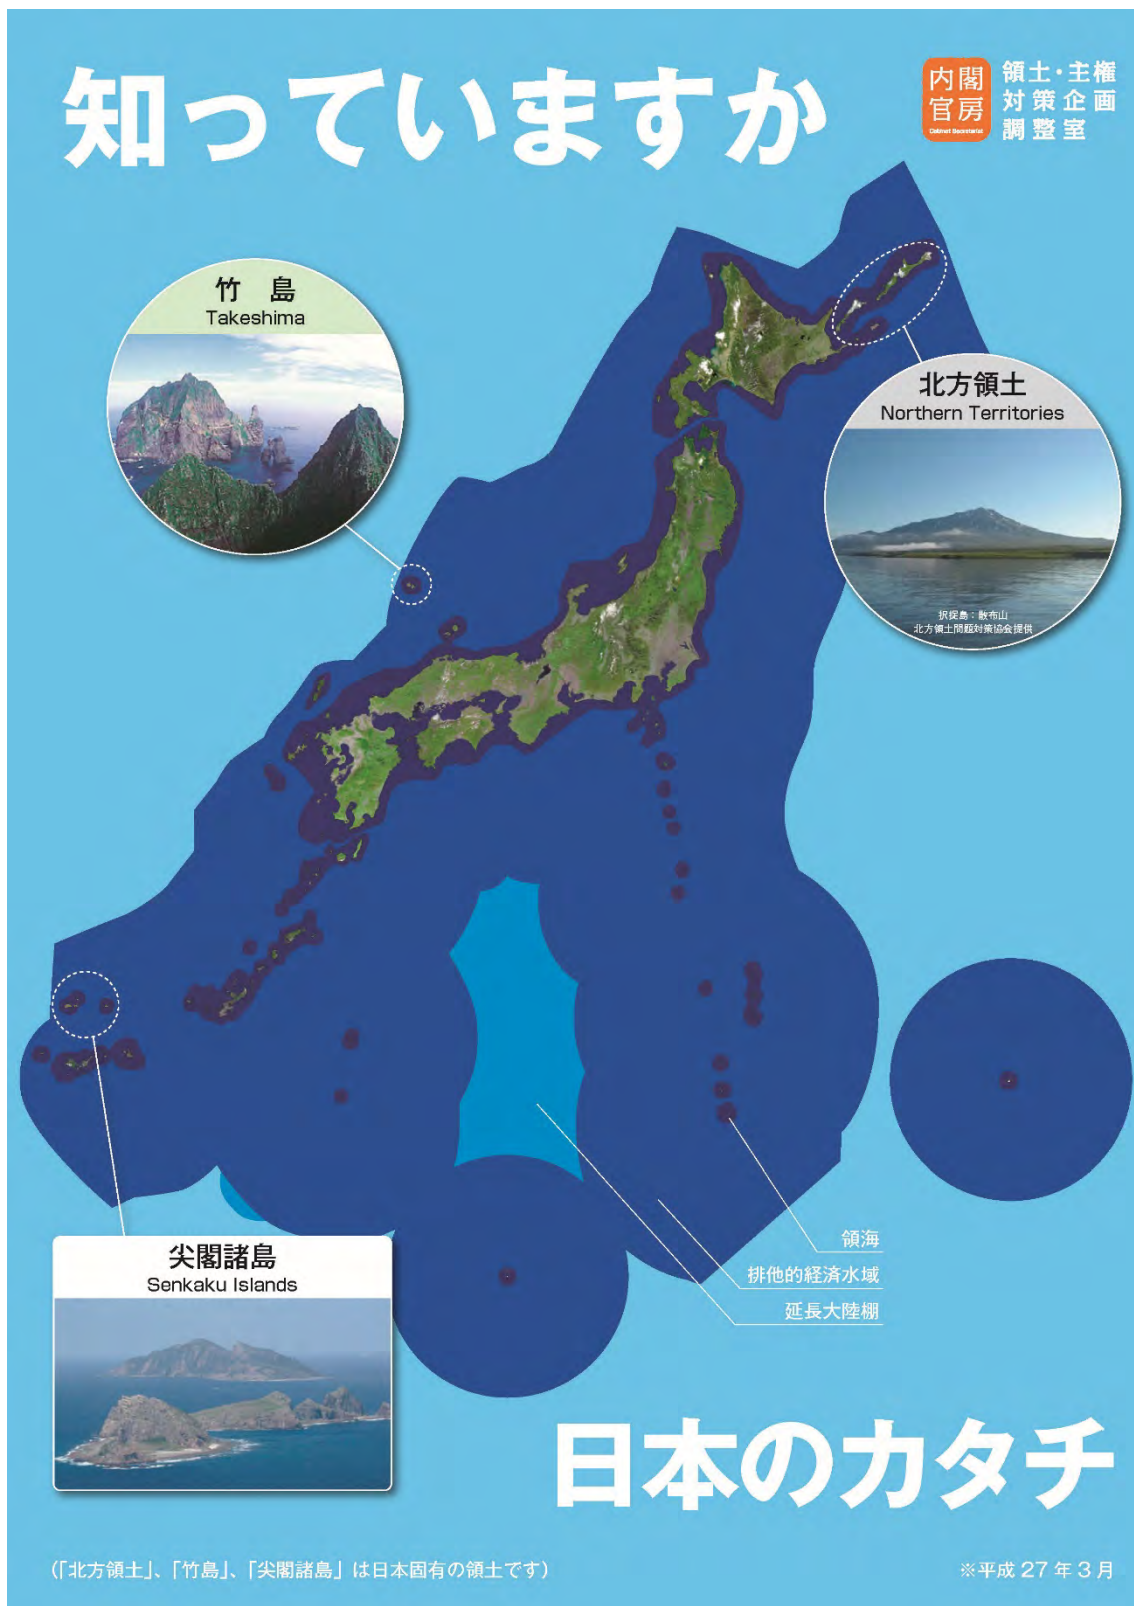 知っていますか
内閣
官房
Cabinet Secretariat
領土・主権
対策企画
調整室
竹島
Takeshima
北方領土
Northern Territories
択捉島：散布山
北方領土問題対策協会提供
領海
排他的経済水域
延長大陸棚
尖閣諸島
Senkaku Islands
日本のカタチ
（「北方領土」、「竹島」、「尖閣諸島」は日本固有の領土です）
※平成27年3月